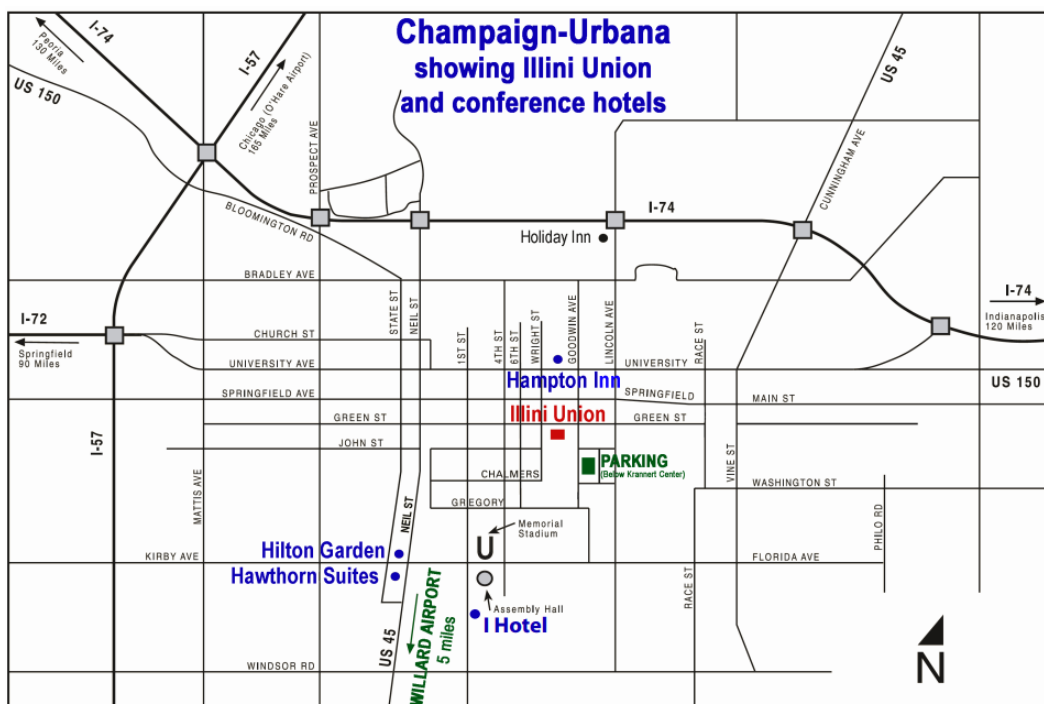 Champaign-Urbana
showing Illini Union
and conference hotels
I-74
Peoria
130 Miles
I-57
Chicago (O'Hare Airport)
165 Miles
US 150
US 45
PROSPECT AVE
CUNNINGHAM AVE
BLOOMINGTON RD
I-74
Holiday Inn
BRADLEY AVE
STATE ST
NEIL ST
I-74
Indianapolis
120 Miles
I-72
Springfield
90 Miles
CHURCH ST
1ST ST
4TH ST
6TH ST
WRIGHT ST
GOODWIN AVE
LINCOLN AVE
RACE ST
UNIVERSITY AVE
UNIVERSITY
Hampton Inn
US 150
SPRINGFIELD AVE
SPRINGFIELD
MAIN ST
Illini Union
GREEN ST
GREEN ST
I-57
JOHN ST
PARKING
(Below Krannert Center)
CHALMERS
VINE ST
WASHINGTON ST
MATTIS AVE
GREGORY
NEIL ST
PHILO RD
Memorial
Stadium
U
Hilton Garden
KIRBY AVE
FLORIDA AVE
Hawthorn Suites
RACE ST
Assembly Hall
I Hotel
WILLARD AIRPORT
5 miles
US 45
WINDSOR RD
N